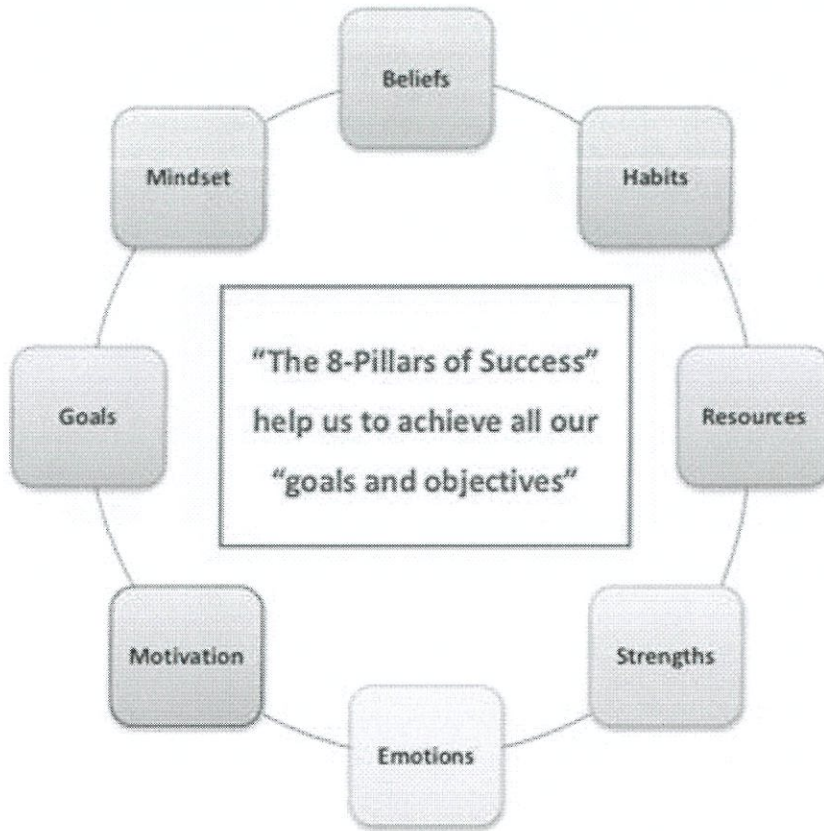 Beliefs
Mindset
Habits
"The 8-Pillars of Success"
help us to achieve all our
"goals and objectives"
Goals
Resources
Motivation
Strengths
Emotions